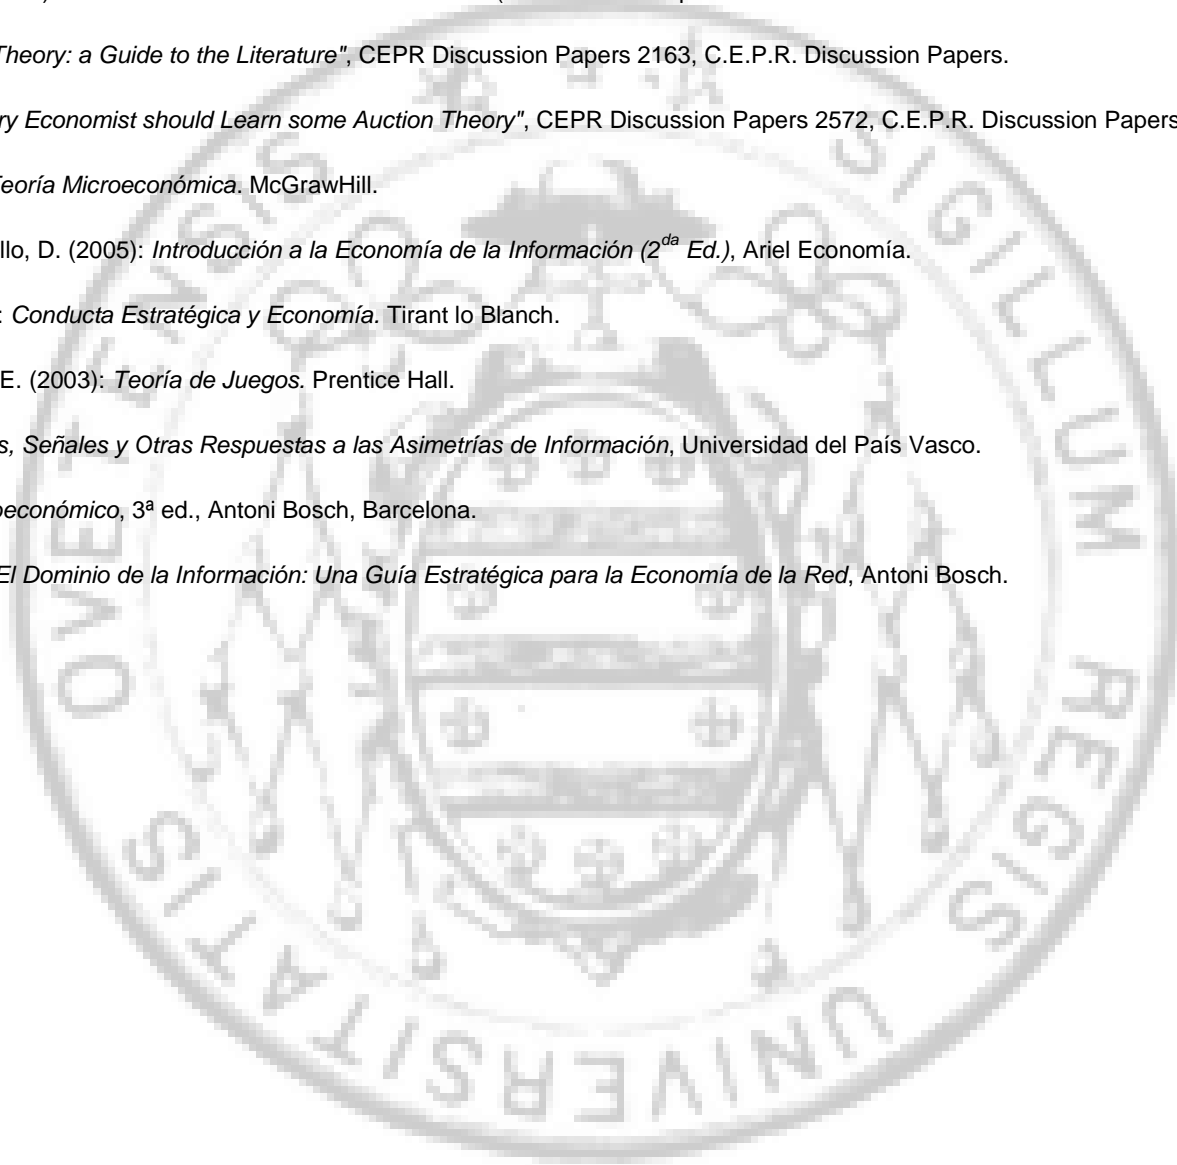 Theory: a Guide to the Literature", CEPR Discussion Papers 2163, C.E.P.R. Discussion Papers.
ry Economist should Learn some Auction Theory", CEPR Discussion Papers 2572, C.E.P.R. Discussion Papers
eoría Microeconómica. McGrawHill.
llo, D. (2005): Introducción a la Economía de la Información (2da Ed.), Ariel Economía.
: Conducta Estratégica y Economía. Tirant lo Blanch.
E. (2003): Teoría de Juegos. Prentice Hall.
s, Señales y Otras Respuestas a las Asimetrías de Información, Universidad del País Vasco.
oeconómico, 3ª ed., Antoni Bosch, Barcelona.
El Dominio de la Información: Una Guía Estratégica para la Economía de la Red, Antoni Bosch.
SIGILLUM REGIS UNIVERSITATIS OVETENSIS